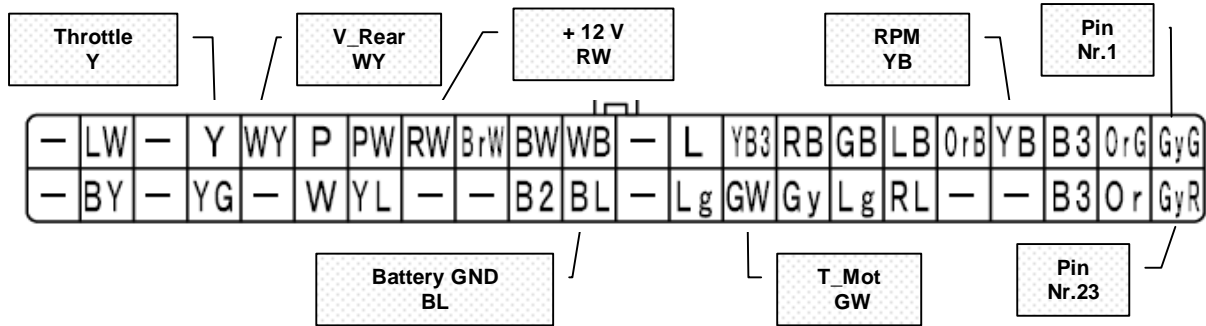 Throttle
Y
V_Rear
WY
+ 12 V
RW
RPM
YB
Pin
Nr.1
— LW — Y WY P PW RW BrW BW WB — L YB3 RB GB LB OrB YB B3 OrG GyG
— BY — YG — W YL — — B2 BL — Lg GW Gy Lg RL — — B3 Or GyR
Battery GND
BL
T_Mot
GW
Pin
Nr.23